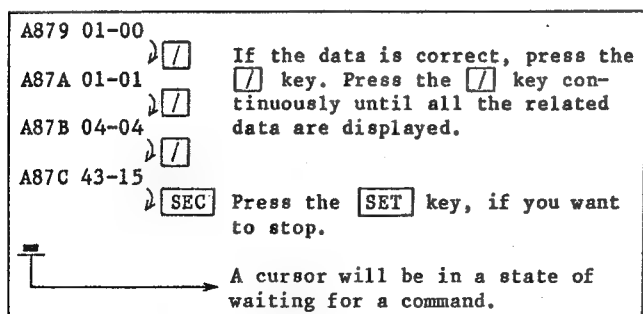 A879 01-00
/
If the data is correct, press the
A87A 01-01
/ key. Press the / key con-
/
tinuously until all the related
A87B 04-04
data are displayed.
/
A87C 43-15
SEC Press the SET key, if you want
to stop.
A cursor will be in a state of
waiting for a command.